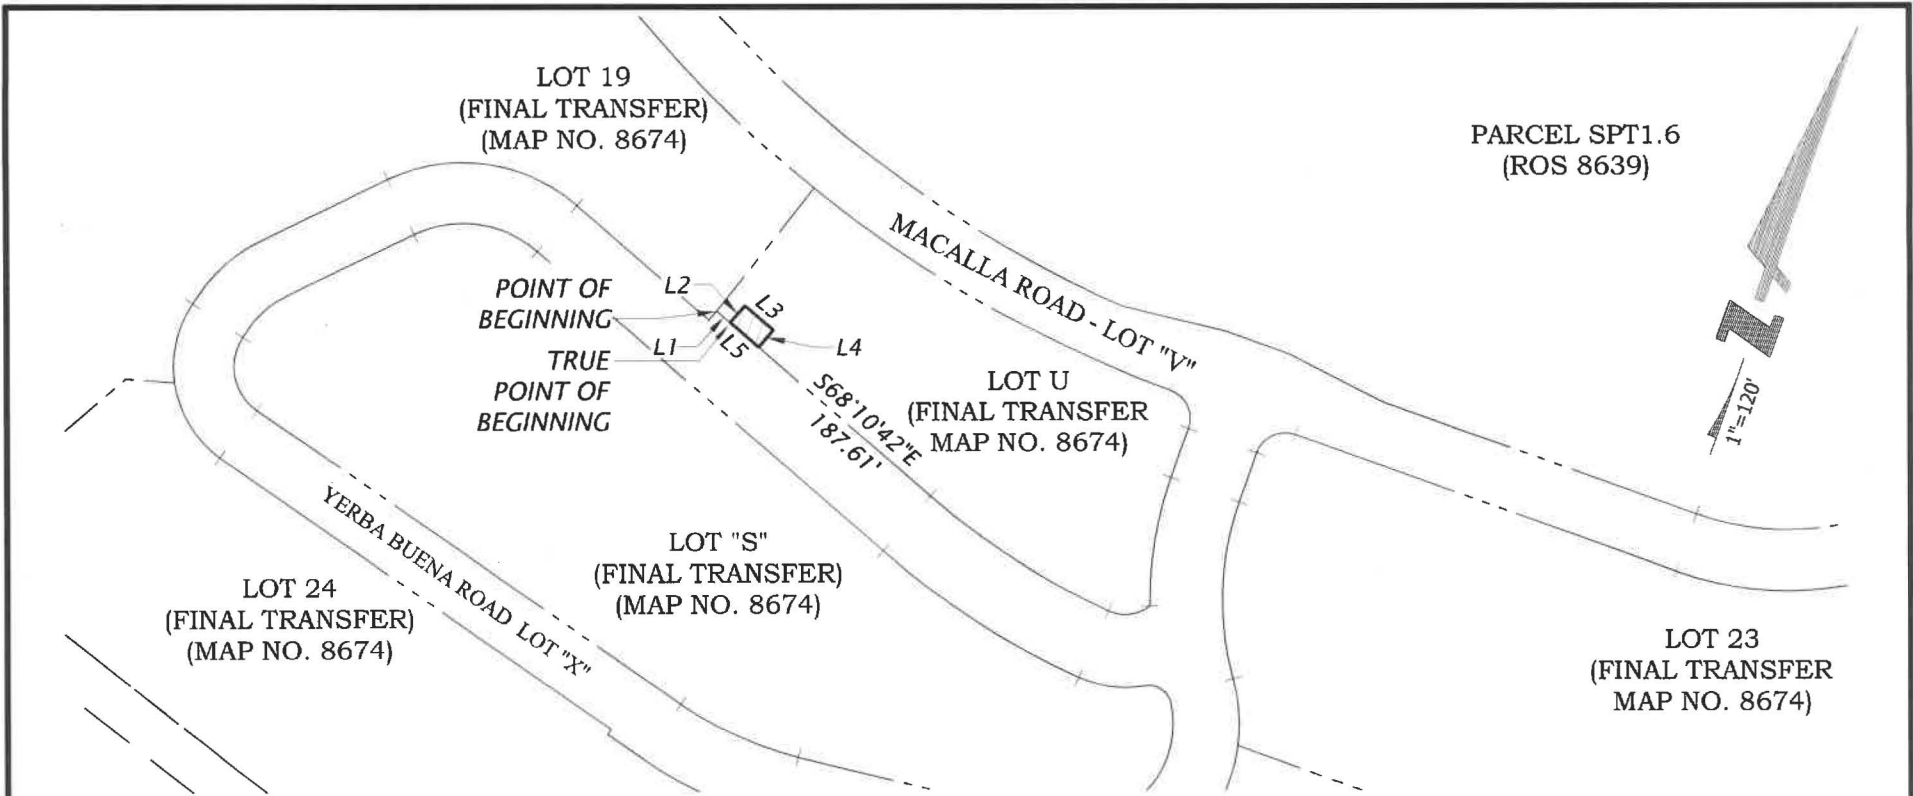 LOT 19
(FINAL TRANSFER)
(MAP NO. 8674)
PARCEL SPT1.6
(ROS 8639)
MACALLA ROAD - LOT "V"
POINT OF
BEGINNING
L2
L3
L1
L5
L4
TRUE
POINT OF
BEGINNING
S68°10'42"E
187.61'
LOT U
(FINAL TRANSFER
MAP NO. 8674)
N
1"=120'
YERBA BUENA ROAD LOT "X"
LOT "S"
(FINAL TRANSFER)
(MAP NO. 8674)
LOT 24
(FINAL TRANSFER)
(MAP NO. 8674)
LOT 23
(FINAL TRANSFER
MAP NO. 8674)